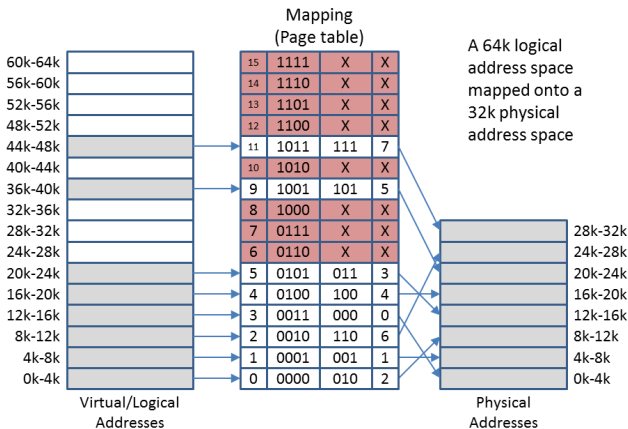 Mapping
(Page table)
A 64k logical
address space
mapped onto a
32k physical
address space
60k-64k 15 1111 X X
56k-60k 14 1110 X X
52k-56k 13 1101 X X
48k-52k 12 1100 X X
44k-48k 11 1011 111 7
40k-44k 10 1010 X X
36k-40k 9 1001 101 5
32k-36k 8 1000 X X
28k-32k 7 0111 X X 28k-32k
24k-28k 6 0110 X X 24k-28k
20k-24k 5 0101 011 3 20k-24k
16k-20k 4 0100 100 4 16k-20k
12k-16k 3 0011 000 0 12k-16k
8k-12k 2 0010 110 6 8k-12k
4k-8k 1 0001 001 1 4k-8k
0k-4k 0 0000 010 2 0k-4k
Virtual/Logical
Addresses
Physical
Addresses